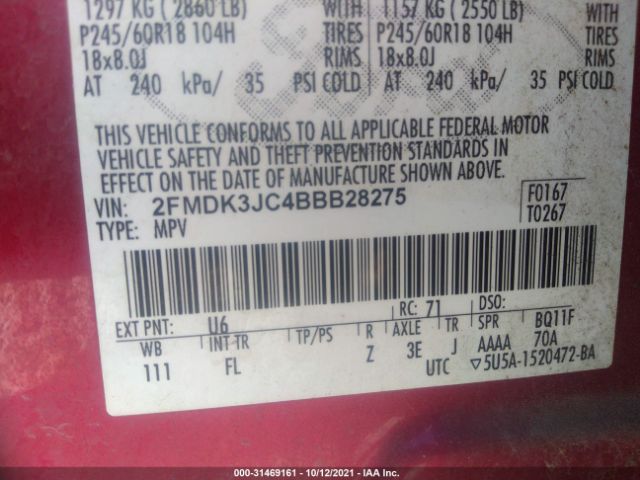 1297 KG ( 2860 LB) WITH 1157 KG ( 2550 LB) WITH
P245/60R18 104H TIRES P245/60R18 104H TIRES
18x8.0J RIMS 18x8.0J RIMS
AT 240 kPa/ 35 PSI COLD AT 240 kPa/ 35 PSI COLD
THIS VEHICLE CONFORMS TO ALL APPLICABLE FEDERAL MOTOR
VEHICLE SAFETY AND THEFT PREVENTION STANDARDS IN
EFFECT ON THE DATE OF MANUFACTURE SHOWN ABOVE.
VIN: 2FMDK3JC4BBB28275 F0167
TYPE: MPV T0267
EXT PNT: U6 RC: 71 DSO:
WB INT TR TP/PS R AXLE TR SPR BQ11F
111 FL Z 3E J AAAA 70A
UTC ▽5U5A-1520472-BA
000-31469161 - 10/12/2021 - IAA Inc.